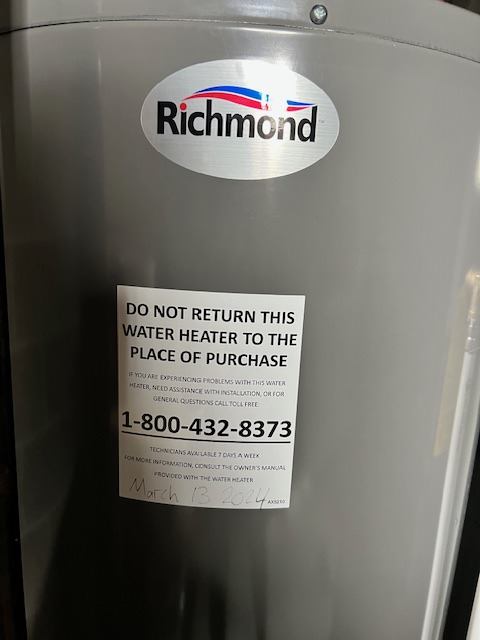 Richmond
DO NOT RETURN THIS
WATER HEATER TO THE
PLACE OF PURCHASE
IF YOU ARE EXPERIENCING PROBLEMS WITH THIS WATER
HEATER, NEED ASSISTANCE WITH INSTALLATION, OR FOR
GENERAL QUESTIONS CALL TOLL FREE:
1-800-432-8373
TECHNICIANS AVAILABLE 7 DAYS A WEEK
FOR MORE INFORMATION, CONSULT THE OWNER'S MANUAL
PROVIDED WITH THE WATER HEATER
March 13 2024